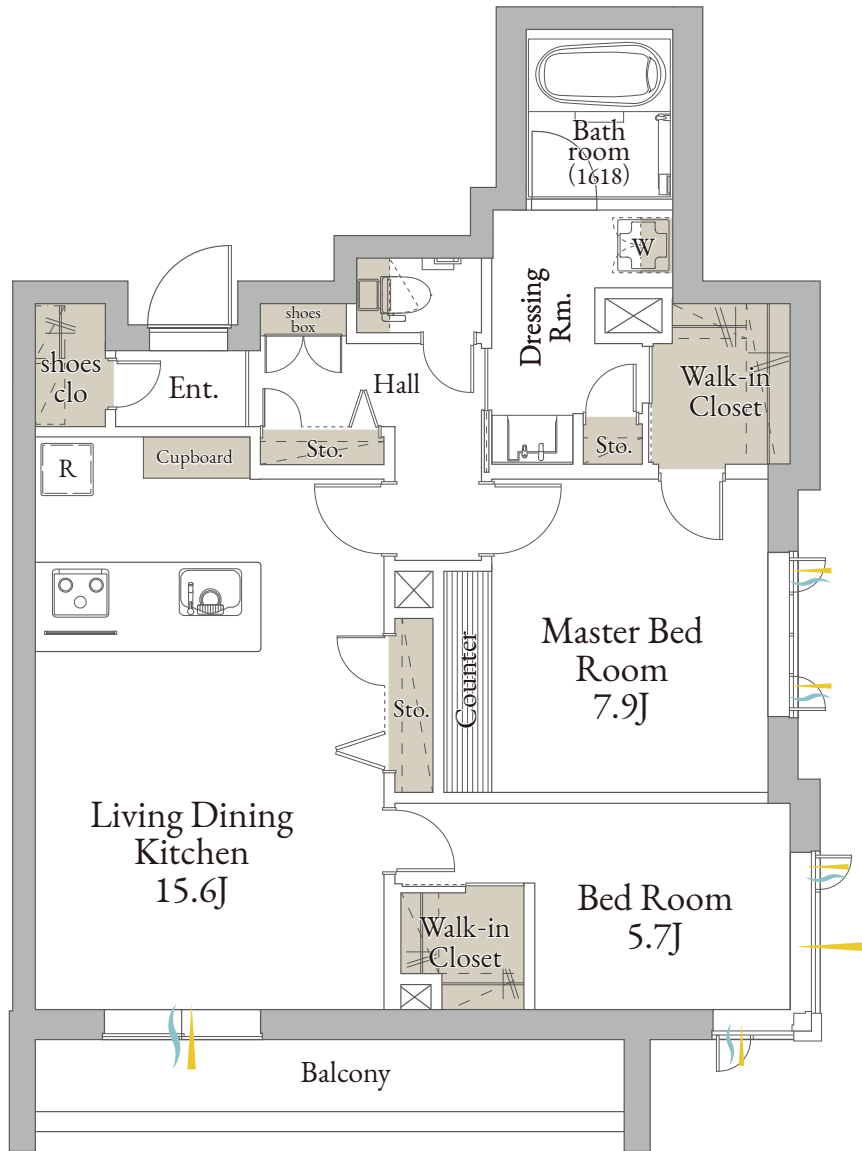 Bath
room
(1618)
W
Dressing
Rm.
shoes
box
shoes
clo
Ent.
Hall
Walk-in
Closet
Sto.
Sto.
Cupboard
R
Master Bed
Room
7.9J
Counter
Sto.
Living Dining
Kitchen
15.6J
Bed Room
5.7J
Walk-in
Closet
Balcony